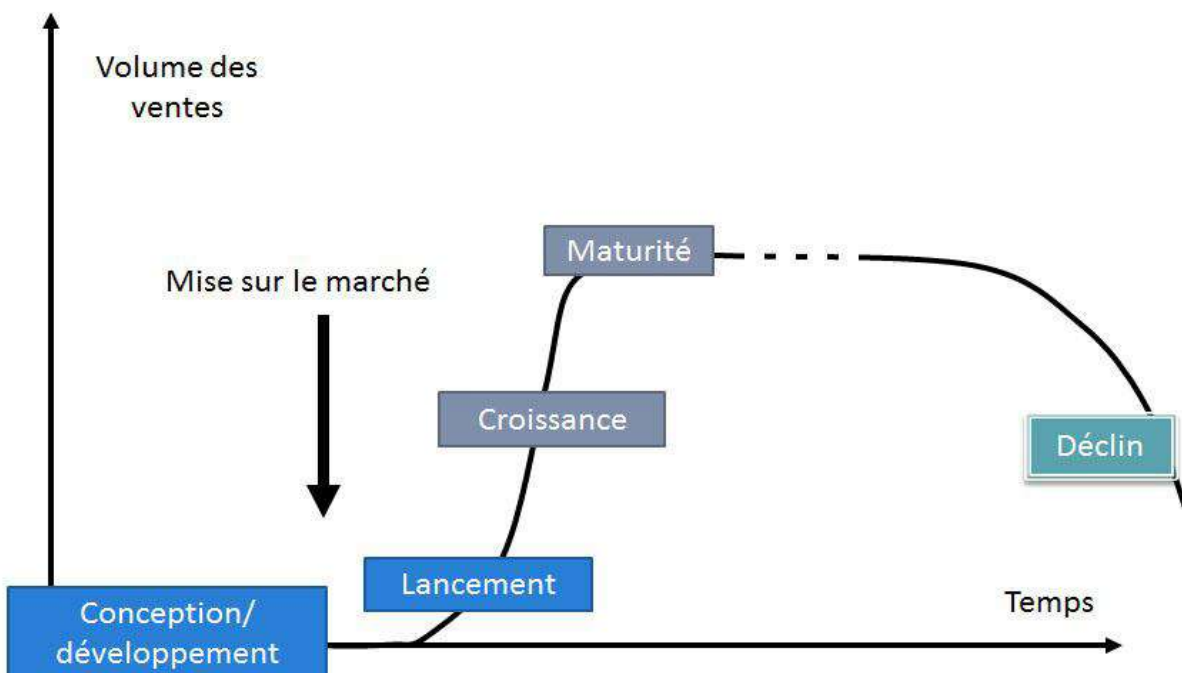 Volume des
ventes
Maturité
Mise sur le marché
Croissance
Déclin
Lancement
Temps
Conception/
développement